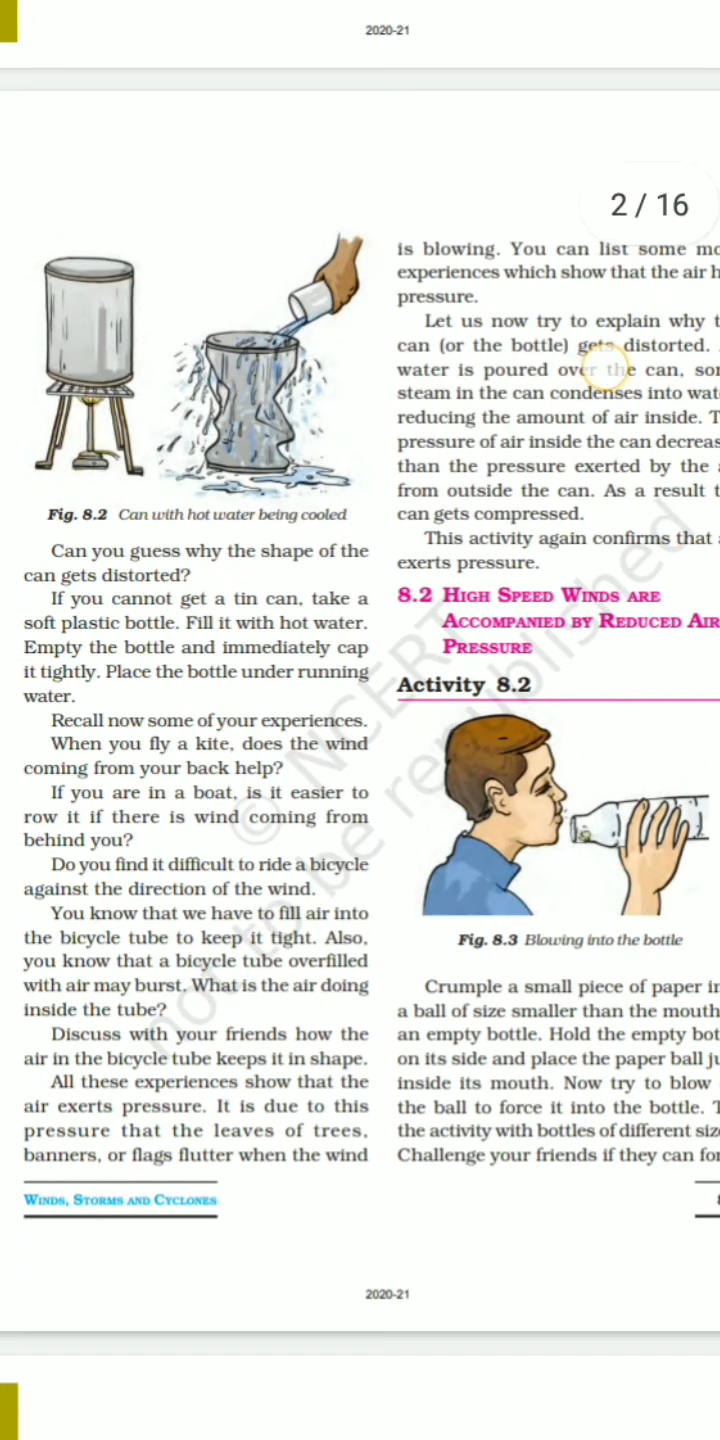 2020-21
2 / 16
Fig. 8.2 Can with hot water being cooled
Can you guess why the shape of the
can gets distorted?
If you cannot get a tin can, take a
soft plastic bottle. Fill it with hot water.
Empty the bottle and immediately cap
it tightly. Place the bottle under running
water.
Recall now some of your experiences.
When you fly a kite, does the wind
coming from your back help?
If you are in a boat, is it easier to
row it if there is wind coming from
behind you?
Do you find it difficult to ride a bicycle
against the direction of the wind.
You know that we have to fill air into
the bicycle tube to keep it tight. Also,
you know that a bicycle tube overfilled
with air may burst. What is the air doing
inside the tube?
Discuss with your friends how the
air in the bicycle tube keeps it in shape.
All these experiences show that the
air exerts pressure. It is due to this
pressure that the leaves of trees,
banners, or flags flutter when the wind
is blowing. You can list some
experiences which show that the air
pressure.
Let us now try to explain why
can (or the bottle) gets distorted.
water is poured over the can,
steam in the can condenses into
reducing the amount of air inside.
pressure of air inside the can
than the pressure exerted by the
from outside the can. As a result
can gets compressed.
This activity again confirms that
exerts pressure.
8.2 High Speed Winds are
Accompanied by Reduced Air
Pressure
Activity 8.2
Fig. 8.3 Blowing into the bottle
Crumple a small piece of paper
a ball of size smaller than the mouth
an empty bottle. Hold the empty
on its side and place the paper ball
inside its mouth. Now try to blow
the ball to force it into the bottle.
the activity with bottles of different
Challenge your friends if they can
Winds, Storms and Cyclones
2020-21
© NCERT
not to be republished